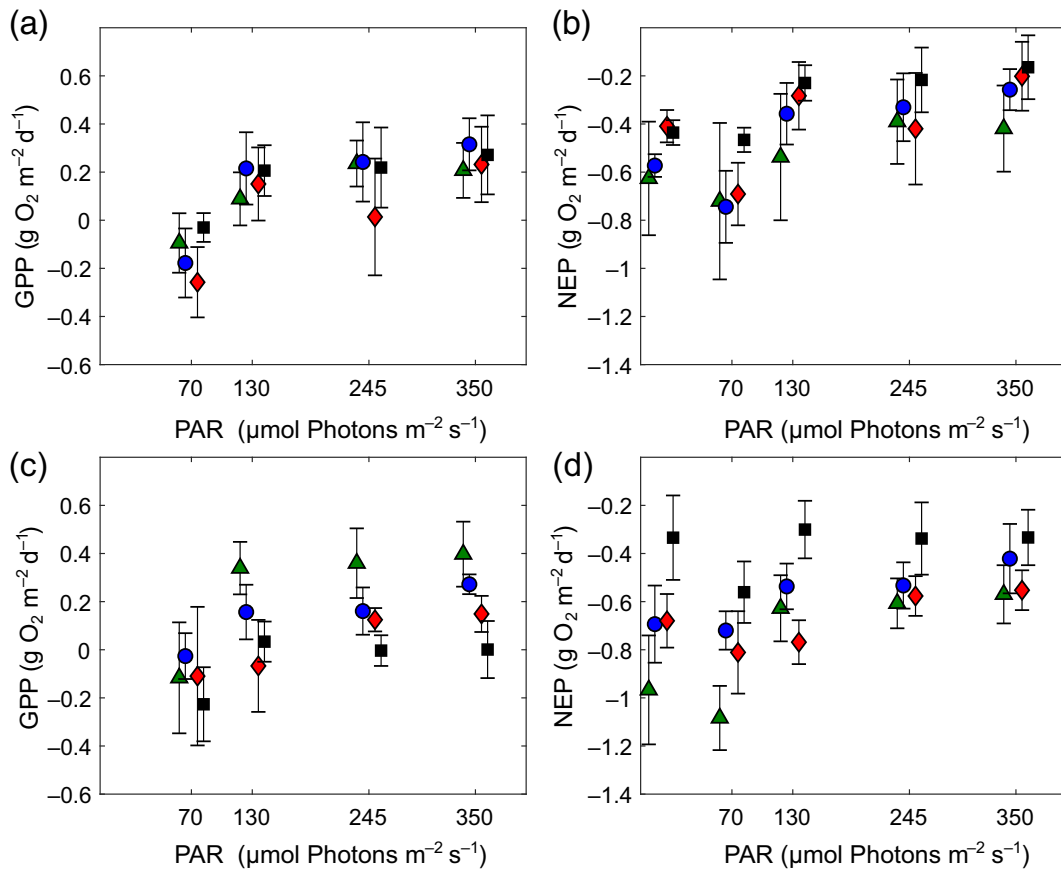 (a)
GPP (g O₂ m⁻² d⁻¹)
0.6
0.4
0.2
0
–0.2
–0.4
–0.6
70 130 245 350
PAR (µmol Photons m⁻² s⁻¹)
(b)
NEP (g O₂ m⁻² d⁻¹)
–0.2
–0.4
–0.6
–0.8
–1
–1.2
–1.4
70 130 245 350
PAR (µmol Photons m⁻² s⁻¹)
(c)
GPP (g O₂ m⁻² d⁻¹)
0.6
0.4
0.2
0
–0.2
–0.4
–0.6
70 130 245 350
PAR (µmol Photons m⁻² s⁻¹)
(d)
NEP (g O₂ m⁻² d⁻¹)
–0.2
–0.4
–0.6
–0.8
–1
–1.2
–1.4
70 130 245 350
PAR (µmol Photons m⁻² s⁻¹)